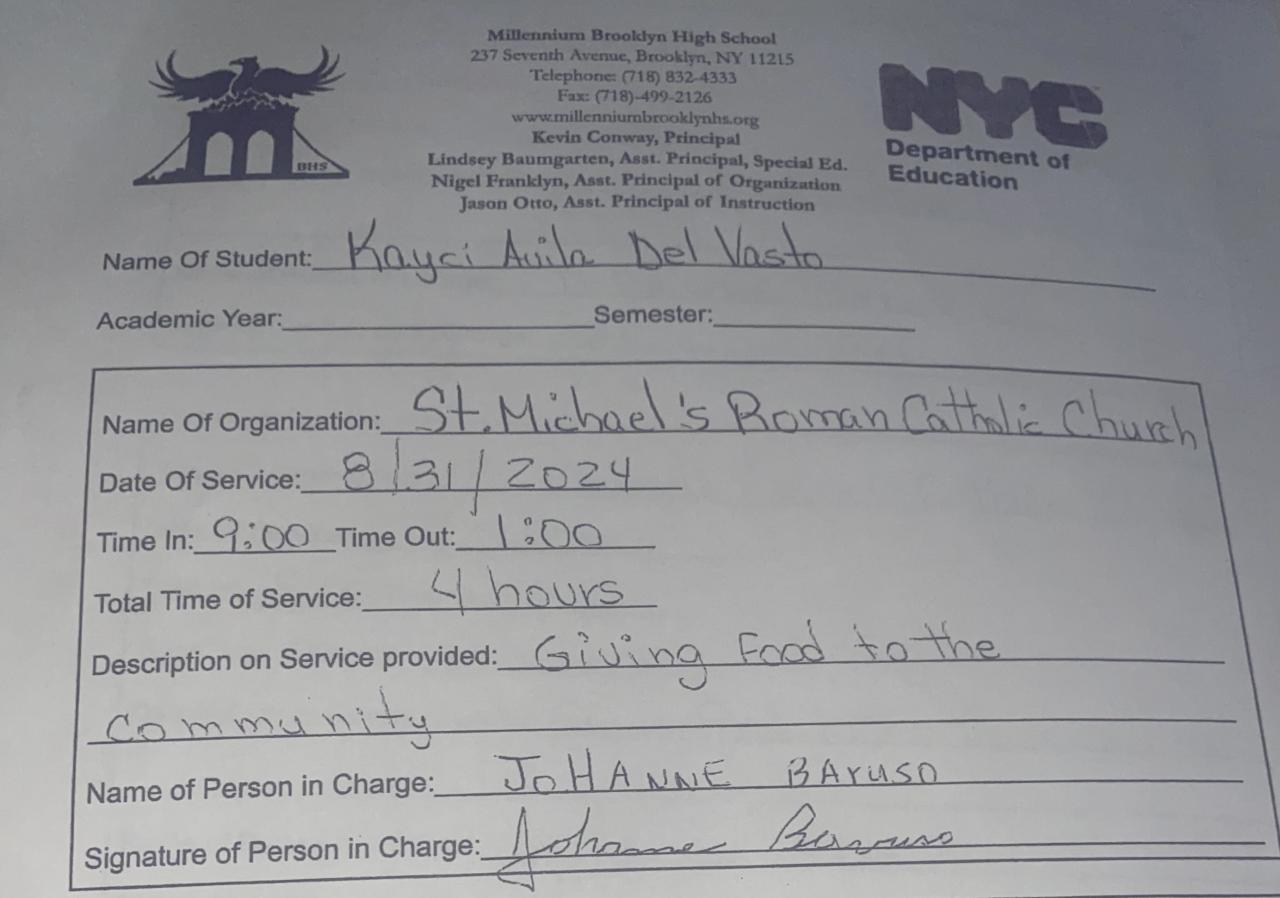 Millennium Brooklyn High School
237 Seventh Avenue, Brooklyn, NY 11215
Telephone: (718) 832-4333
Fax: (718)-499-2126
www.millenniumbrooklynhs.org
Kevin Conway, Principal
Lindsey Baumgarten, Asst. Principal, Special Ed.
Nigel Franklyn, Asst. Principal of Organization
Jason Otto, Asst. Principal of Instruction
BHS
NYC
Department of
Education
Name Of Student: Kayci Avila Del Vasto
Academic Year: Semester:
Name Of Organization: St. Michael's Roman Catholic Church
Date Of Service: 8/31/2024
Time In: 9:00 Time Out: 1:00
Total Time of Service: 4 hours
Description on Service provided: Giving Food to the
community
Name of Person in Charge: JoHANNE BARUSO
Signature of Person in Charge: Johanne Baruso